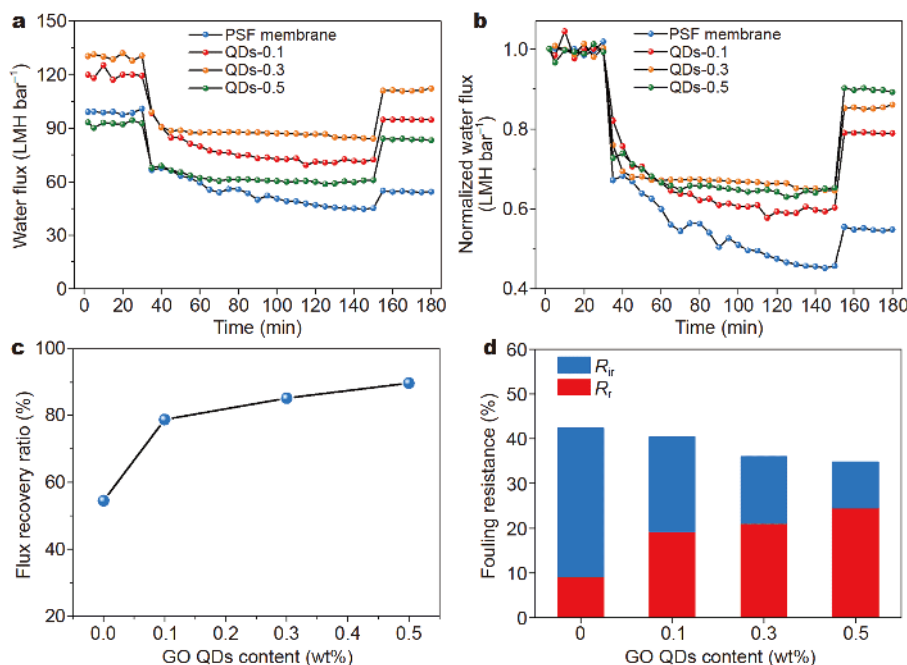 a
Water flux (LMH bar⁻¹)
150
120
90
60
30
0
PSF membrane
QDs-0.1
QDs-0.3
QDs-0.5
0 20 40 60 80 100 120 140 160 180
Time (min)
b
Normalized water flux
(LMH bar⁻¹)
1.0
0.8
0.6
0.4
PSF membrane
QDs-0.1
QDs-0.3
QDs-0.5
0 20 40 60 80 100 120 140 160 180
Time (min)
c
Flux recovery ratio (%)
100
80
60
40
20
0.0 0.1 0.3 0.5
GO QDs content (wt%)
d
Fouling resistance (%)
60
50
40
30
20
10
0
Rir
Rr
0 0.1 0.3 0.5
GO QDs content (wt%)